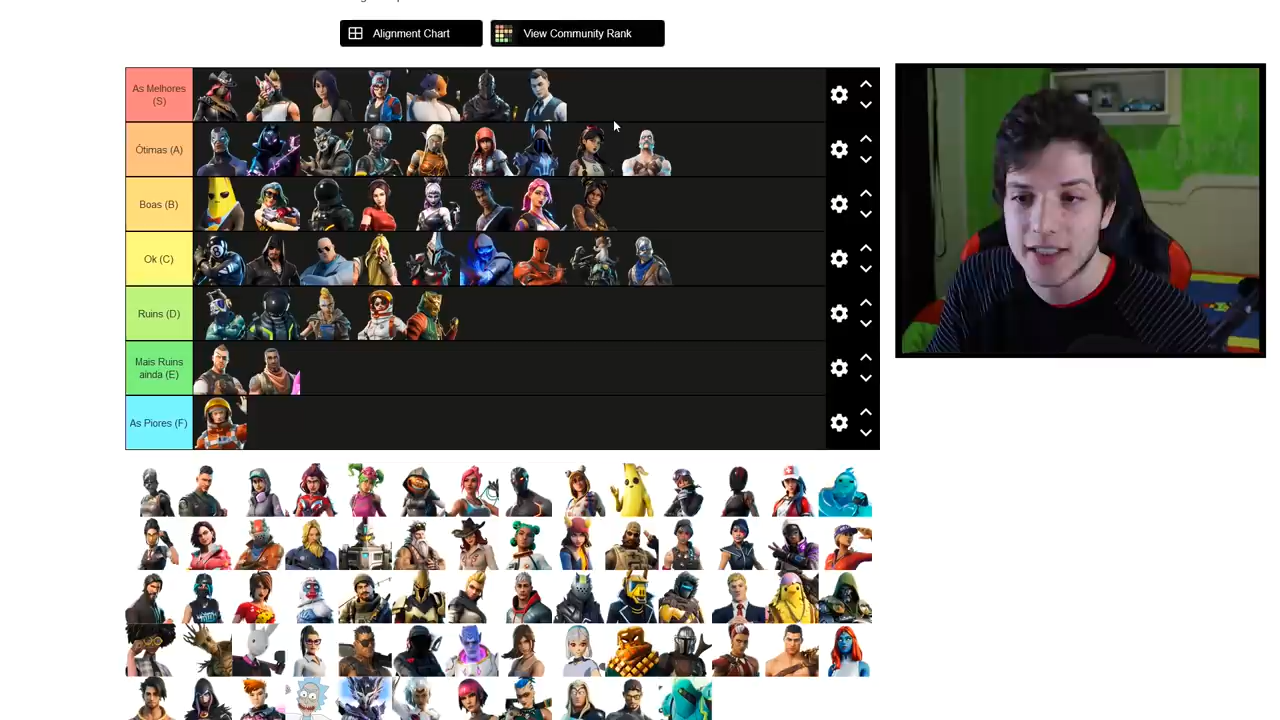 Alignment Chart
View Community Rank
As Melhores
(S)
Ótimas (A)
Boas (B)
Ok (C)
Ruins (D)
Mais Ruins
ainda (E)
As Piores (F)